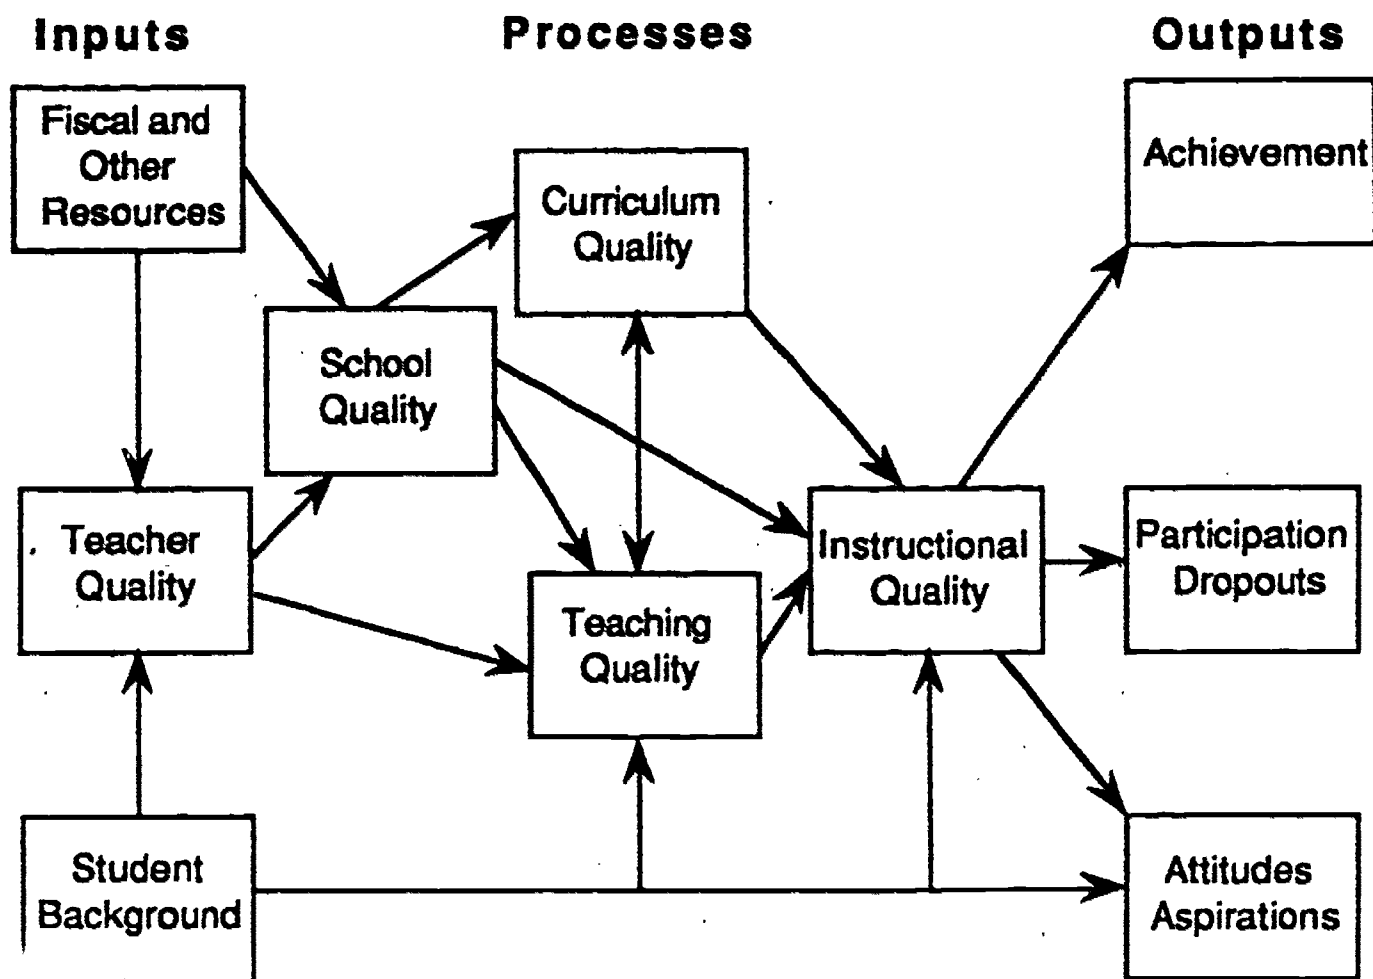 Inputs
Processes
Outputs
Fiscal and
Other
Resources
Curriculum
Quality
Achievement
School
Quality
Teacher
Quality
Teaching
Quality
Instructional
Quality
Participation
Dropouts
Student
Background
Attitudes
Aspirations